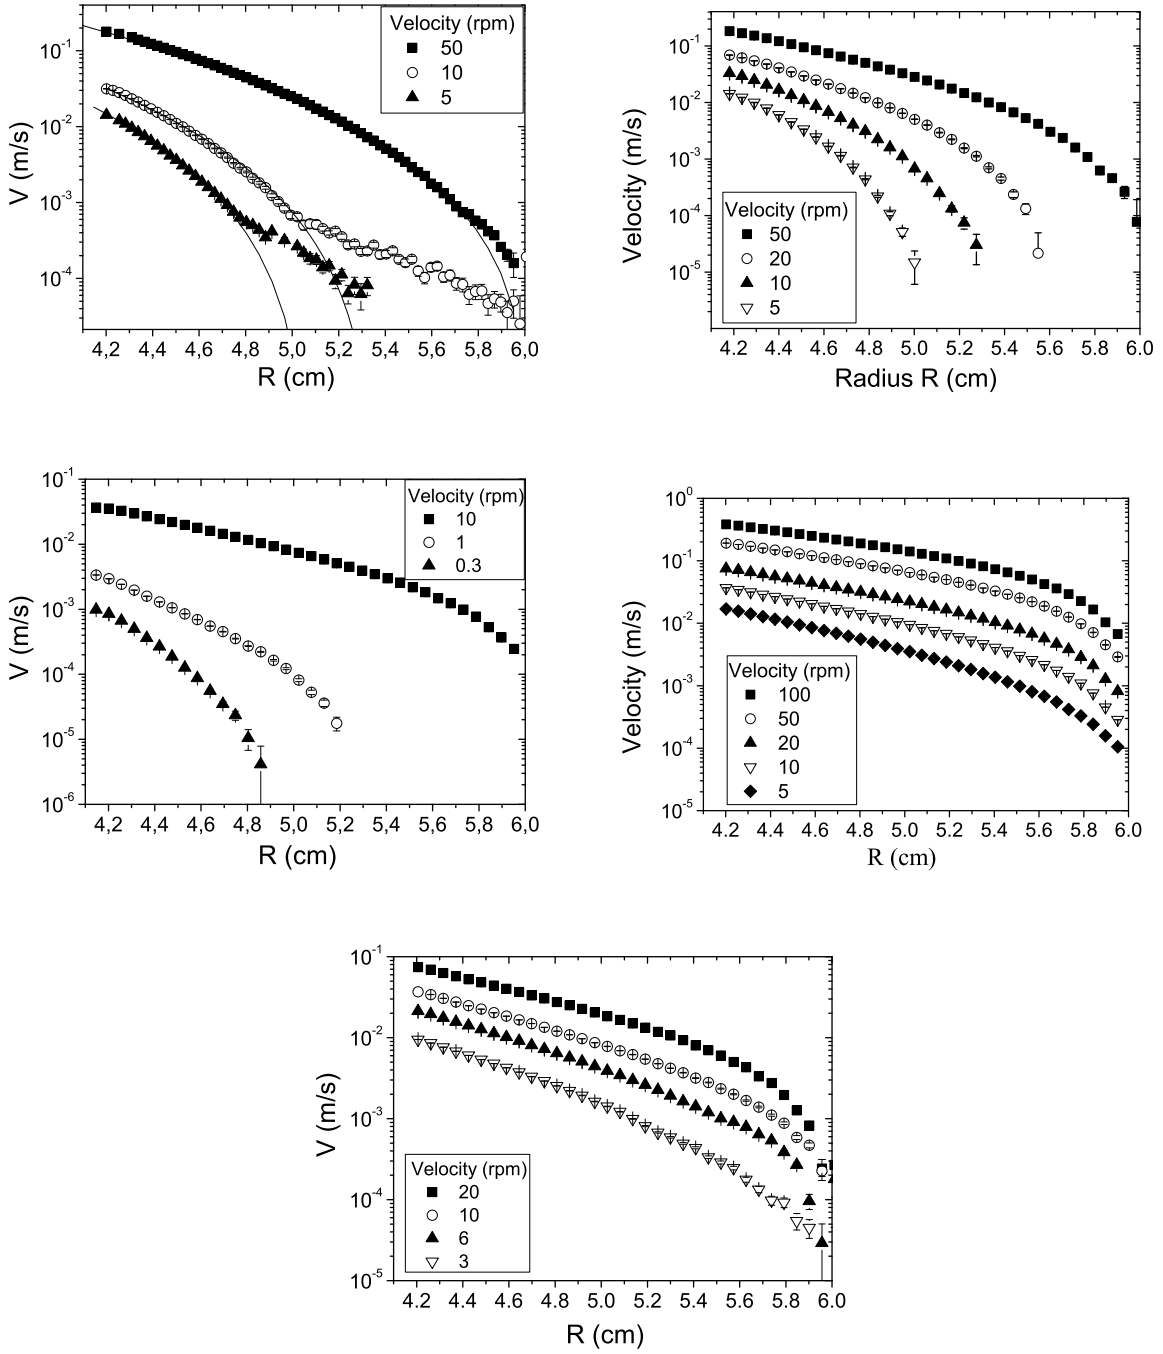 V (m/s)
10⁻¹
10⁻²
10⁻³
10⁻⁴
Velocity (rpm)
50
10
5
4,2 4,4 4,6 4,8 5,0 5,2 5,4 5,6 5,8 6,0
R (cm)
Velocity (m/s)
10⁻¹
10⁻²
10⁻³
10⁻⁴
10⁻⁵
Velocity (rpm)
50
20
10
5
4.2 4.4 4.6 4.8 5.0 5.2 5.4 5.6 5.8 6.0
Radius R (cm)
V (m/s)
10⁻¹
10⁻²
10⁻³
10⁻⁴
10⁻⁵
10⁻⁶
Velocity (rpm)
10
1
0.3
4,2 4,4 4,6 4,8 5,0 5,2 5,4 5,6 5,8 6,0
R (cm)
Velocity (m/s)
10⁰
10⁻¹
10⁻²
10⁻³
10⁻⁴
10⁻⁵
Velocity (rpm)
100
50
20
10
5
4.2 4.4 4.6 4.8 5.0 5.2 5.4 5.6 5.8 6.0
R (cm)
V (m/s)
10⁻¹
10⁻²
10⁻³
10⁻⁴
10⁻⁵
Velocity (rpm)
20
10
6
3
4.2 4.4 4.6 4.8 5.0 5.2 5.4 5.6 5.8 6.0
R (cm)